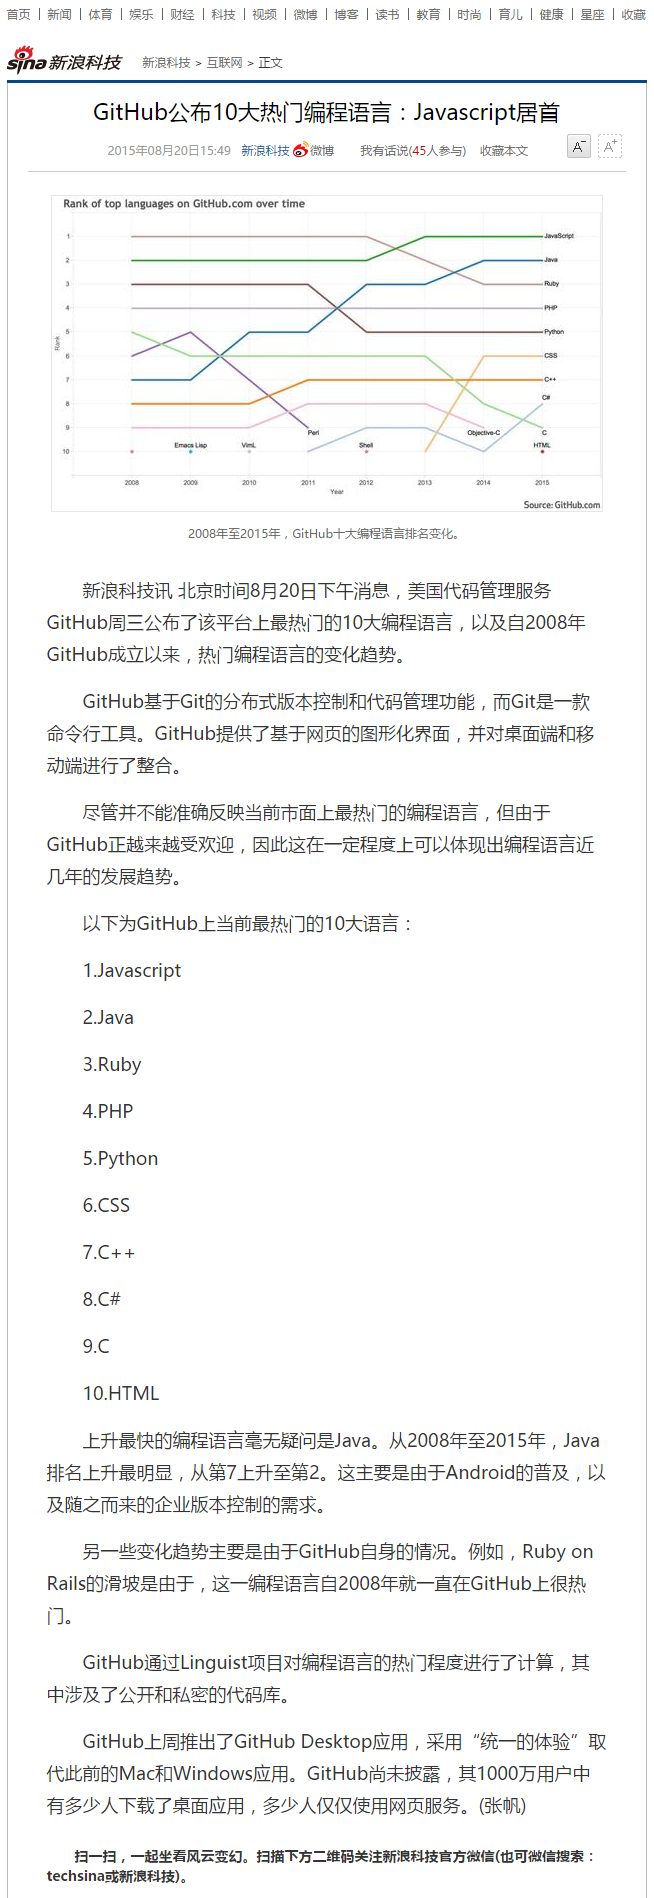 首页 | 新闻 | 体育 | 娱乐 | 财经 | 科技 | 视频 | 微博 | 博客 | 读书 | 教育 | 时尚 | 育儿 | 健康 | 星座 | 收藏
sina 新浪科技 新浪科技 > 互联网 > 正文
GitHub公布10大热门编程语言：Javascript居首
2015年08月20日15:49 新浪科技 微博 我有话说(45人参与) 收藏本文 A- A+
Rank of top languages on GitHub.com over time
1 JavaScript
2 Java
3 Ruby
4 PHP
5 Python
Rank
6 CSS
7 C++
8 C#
9 Perl Objective-C C
10 Emacs Lisp VimL Shell HTML
2008 2009 2010 2011 2012 2013 2014 2015
Year
Source: GitHub.com
2008年至2015年，GitHub十大编程语言排名变化。
新浪科技讯 北京时间8月20日下午消息，美国代码管理服务
GitHub周三公布了该平台上最热门的10大编程语言，以及自2008年
GitHub成立以来，热门编程语言的变化趋势。
GitHub基于Git的分布式版本控制和代码管理功能，而Git是一款
命令行工具。GitHub提供了基于网页的图形化界面，并对桌面端和移
动端进行了整合。
尽管并不能准确反映当前市面上最热门的编程语言，但由于
GitHub正越来越受欢迎，因此这在一定程度上可以体现出编程语言近
几年的发展趋势。
以下为GitHub上当前最热门的10大语言：
1.Javascript
2.Java
3.Ruby
4.PHP
5.Python
6.CSS
7.C++
8.C#
9.C
10.HTML
上升最快的编程语言毫无疑问是Java。从2008年至2015年，Java
排名上升最明显，从第7上升至第2。这主要是由于Android的普及，以
及随之而来的企业版本控制的需求。
另一些变化趋势主要是由于GitHub自身的情况。例如，Ruby on
Rails的滑坡是由于，这一编程语言自2008年就一直在GitHub上很热
门。
GitHub通过Linguist项目对编程语言的热门程度进行了计算，其
中涉及了公开和私密的代码库。
GitHub上周推出了GitHub Desktop应用，采用“统一的体验”取
代此前的Mac和Windows应用。GitHub尚未披露，其1000万用户中
有多少人下载了桌面应用，多少人仅仅使用网页服务。(张帆)
扫一扫，一起坐看风云变幻。扫描下方二维码关注新浪科技官方微信(也可微信搜索：
techsina或新浪科技)。